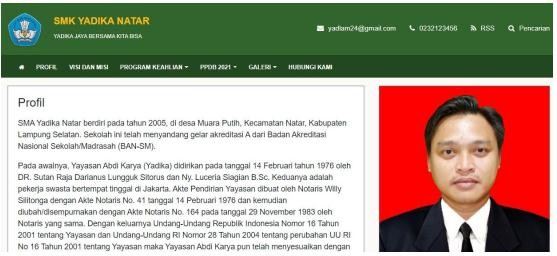 SMK YADIKA NATAR
YADIKA JAYA BERSAMA KITA BISA
yadlam24@gmail.com 0232123456 RSS Pencarian
PROFIL VISI DAN MISI PROGRAM KEAHLIAN PPDB 2021 GALERI HUBUNGI KAMI
Profil
SMA Yadika Natar berdiri pada tahun 2005, di desa Muara Putih, Kecamatan Natar, Kabupaten
Lampung Selatan. Sekolah ini telah menyandang gelar akreditasi A dari Badan Akreditasi
Nasional Sekolah/Madrasah (BAN-SM).
Pada awalnya, Yayasan Abdi Karya (Yadika) didirikan pada tanggal 14 Februari tahun 1976 oleh
DR. Sutan Raja Darianus Lungguk Sitorus dan Ny. Luceria Siagian B.Sc. Keduanya adalah
pekerja swasta bertempat tinggal di Jakarta. Akte Pendirian Yayasan dibuat oleh Notaris Willy
Silitonga dengan Akte Notaris No. 41 tanggal 14 Pebruari 1976 dan kemudian
diubah/disempurnakan dengan Akte Notaris No. 164 pada tanggal 29 November 1983 oleh
Notaris yang sama. Dengan keluarnya Undang-Undang Republik Indonesia Nomor 16 Tahun
2001 tentang Yayasan dan Undang-Undang RI Nomor 28 Tahun 2004 tentang perubahan UU RI
No 16 Tahun 2001 tentang Yayasan maka Yayasan Abdi Karya pun telah menyesuaikan dengan